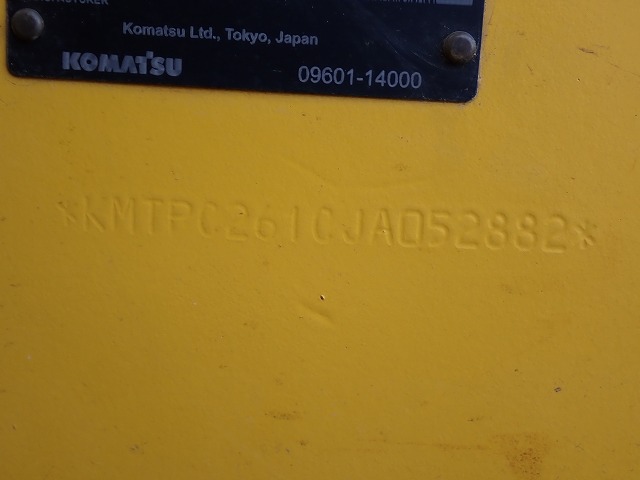 Komatsu Ltd., Tokyo, Japan
KOMATSU
09601-14000
*KMTPC261CJA052882*